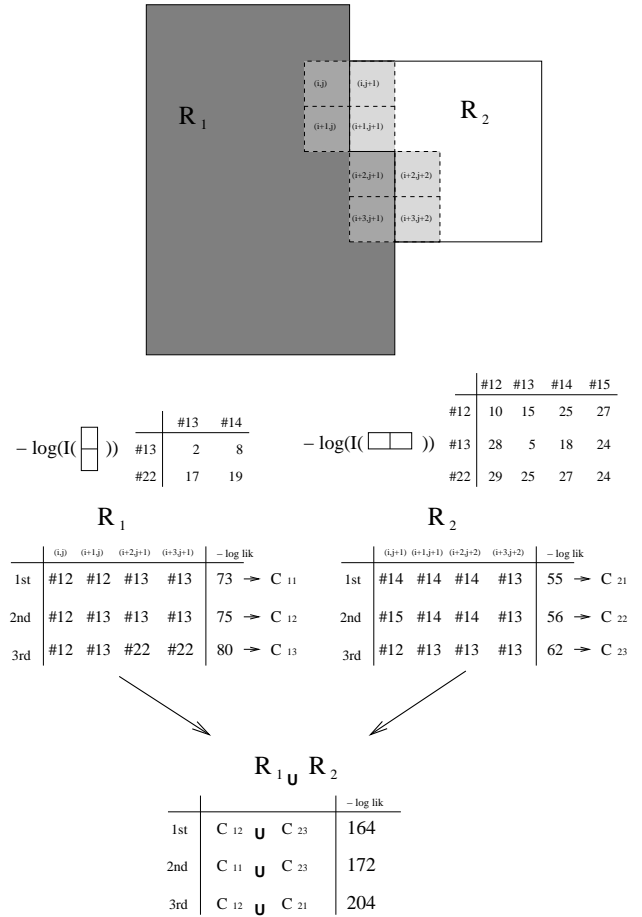 (i,j) (i,j+1)
R 1 R 2
(i+1,j) (i+1,j+1)
(i+2,j+1) (i+2,j+2)
(i+3,j+1) (i+3,j+2)
− log(I( ))
#13 #14
#13 2 8
#22 17 19
− log(I( ))
#12 #13 #14 #15
#12 10 15 25 27
#13 28 5 18 24
#22 29 25 27 24
R 1
(i,j) (i+1,j) (i+2,j+1) (i+3,j+1) − log lik
1st #12 #12 #13 #13 73 → C 11
2nd #12 #13 #13 #13 75 → C 12
3rd #12 #13 #22 #22 80 → C 13
R 2
(i,j+1) (i+1,j+1) (i+2,j+2) (i+3,j+2) − log lik
1st #14 #14 #14 #13 55 → C 21
2nd #15 #14 #14 #13 56 → C 22
3rd #12 #13 #13 #13 62 → C 23
R 1 U R 2
− log lik
1st C 12 U C 23 164
2nd C 11 U C 23 172
3rd C 12 U C 21 204